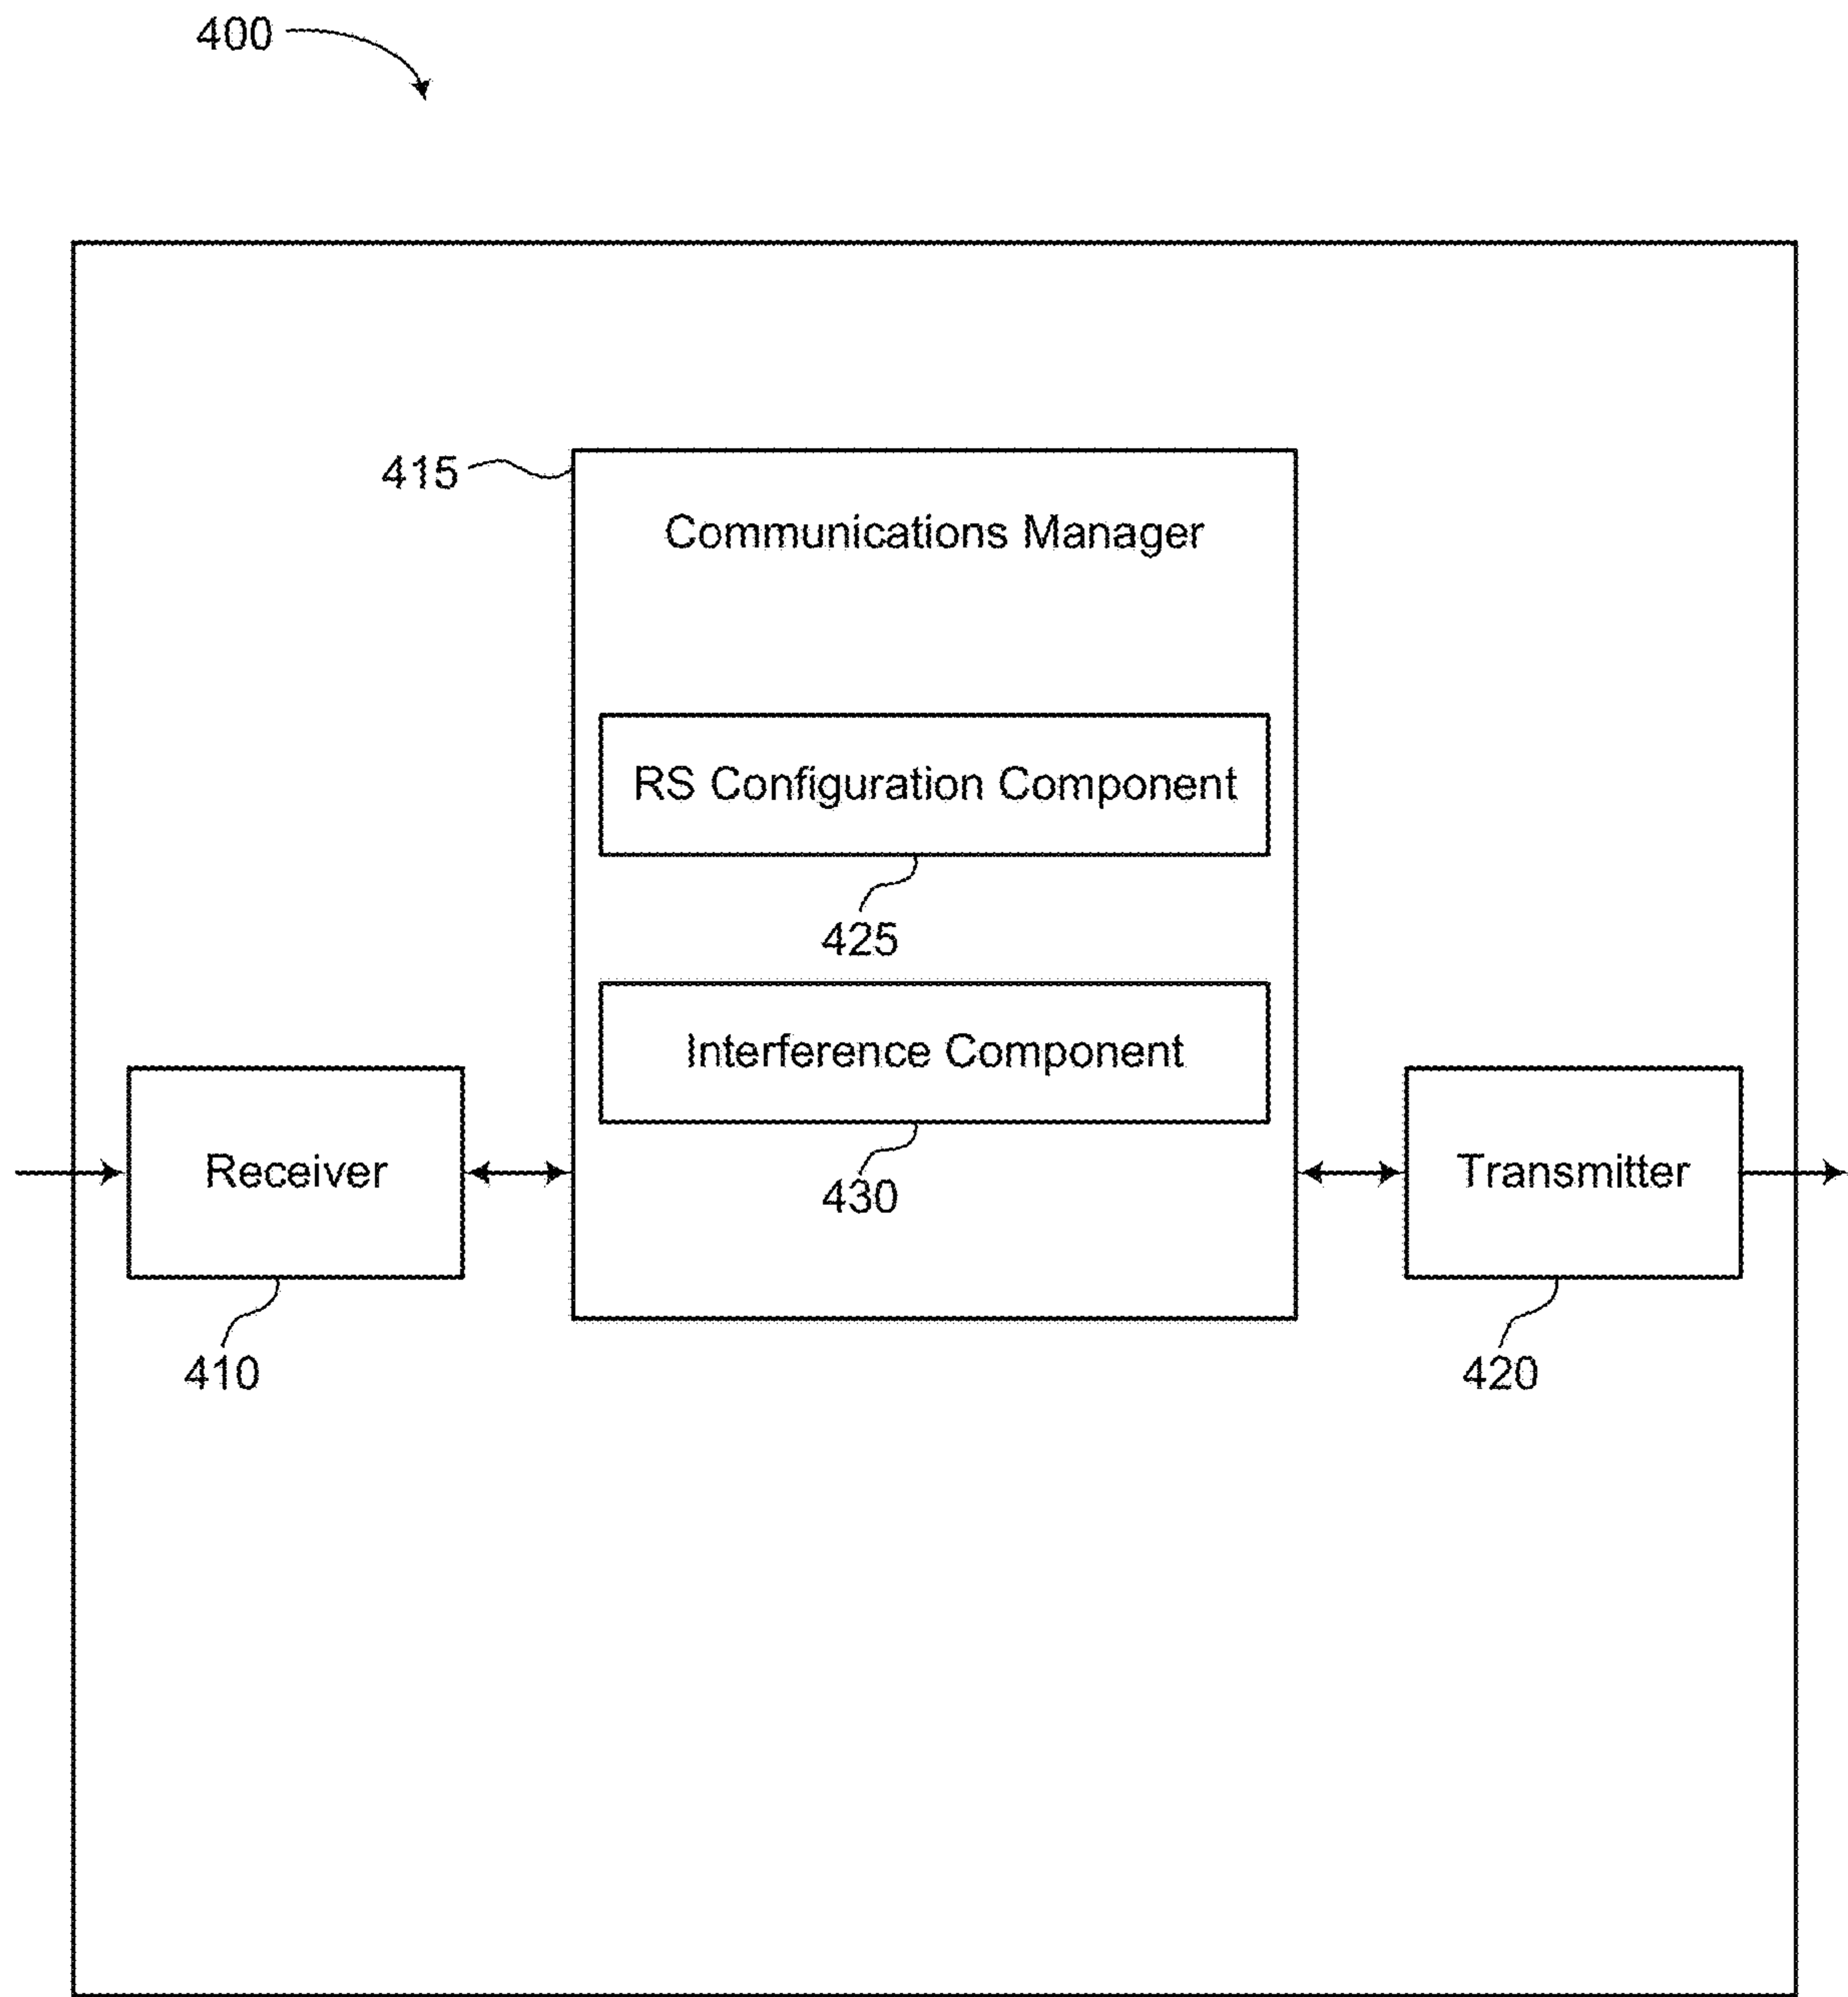 400
415
Communications Manager
RS Configuration Component
425
Interference Component
430
Receiver
410
Transmitter
420